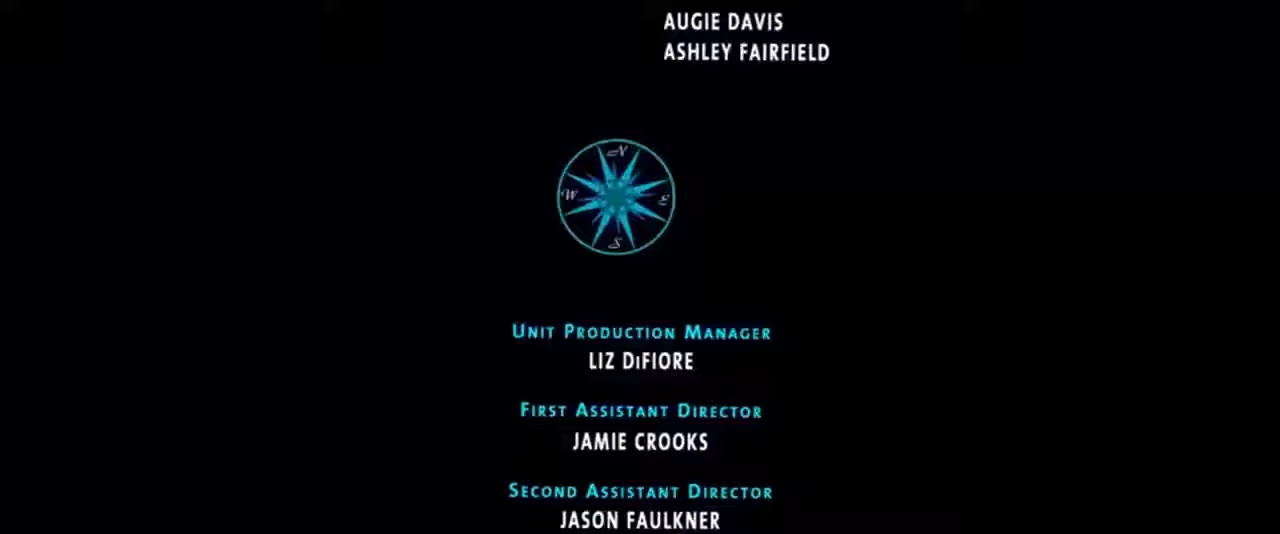 AUGIE DAVIS
ASHLEY FAIRFIELD
N
W
E
S
UNIT PRODUCTION MANAGER
LIZ DiFIORE
FIRST ASSISTANT DIRECTOR
JAMIE CROOKS
SECOND ASSISTANT DIRECTOR
JASON FAULKNER